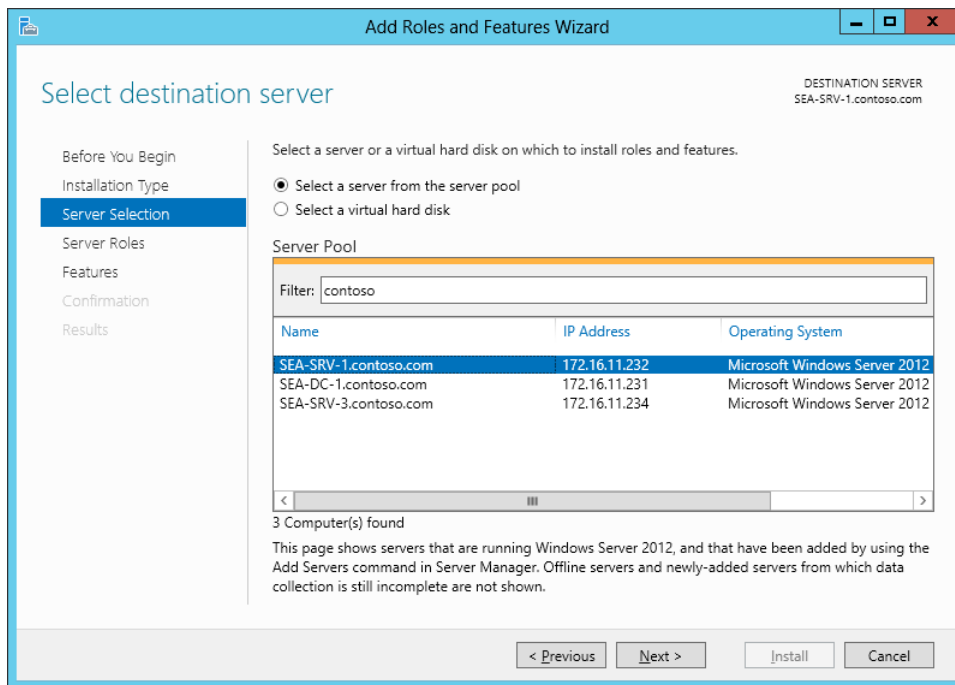 Add Roles and Features Wizard
Select destination server
DESTINATION SERVER
SEA-SRV-1.contoso.com
Before You Begin
Installation Type
Server Selection
Server Roles
Features
Confirmation
Results
Select a server or a virtual hard disk on which to install roles and features.
Select a server from the server pool
Select a virtual hard disk
Server Pool
Filter: contoso
Name IP Address Operating System
SEA-SRV-1.contoso.com 172.16.11.232 Microsoft Windows Server 2012
SEA-DC-1.contoso.com 172.16.11.231 Microsoft Windows Server 2012
SEA-SRV-3.contoso.com 172.16.11.234 Microsoft Windows Server 2012
3 Computer(s) found
This page shows servers that are running Windows Server 2012, and that have been added by using the
Add Servers command in Server Manager. Offline servers and newly-added servers from which data
collection is still incomplete are not shown.
< Previous Next > Install Cancel